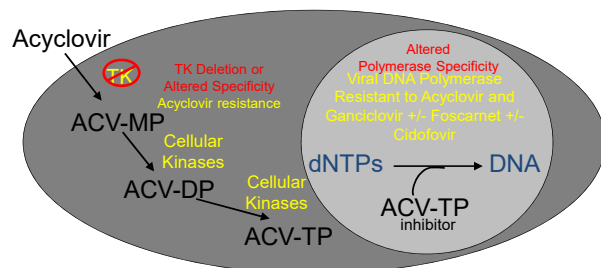 Acyclovir
TK
TK Deletion or
Altered Specificity
Acyclovir resistance
ACV-MP
Cellular
Kinases
ACV-DP
Cellular
Kinases
ACV-TP
Altered
Polymerase Specificity
Viral DNA Polymerase
Resistant to Acyclovir and
Ganciclovir +/- Foscarnet +/-
Cidofovir
dNTPs
DNA
ACV-TP
inhibitor